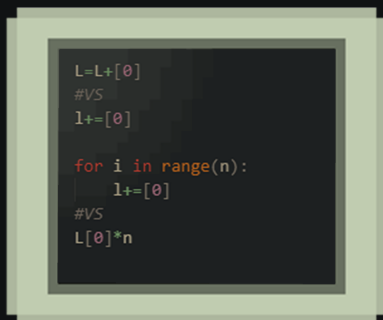 L=L+[0]
#VS
l+=[0]
for i in range(n):
    l+=[0]
#VS
L[0]*n